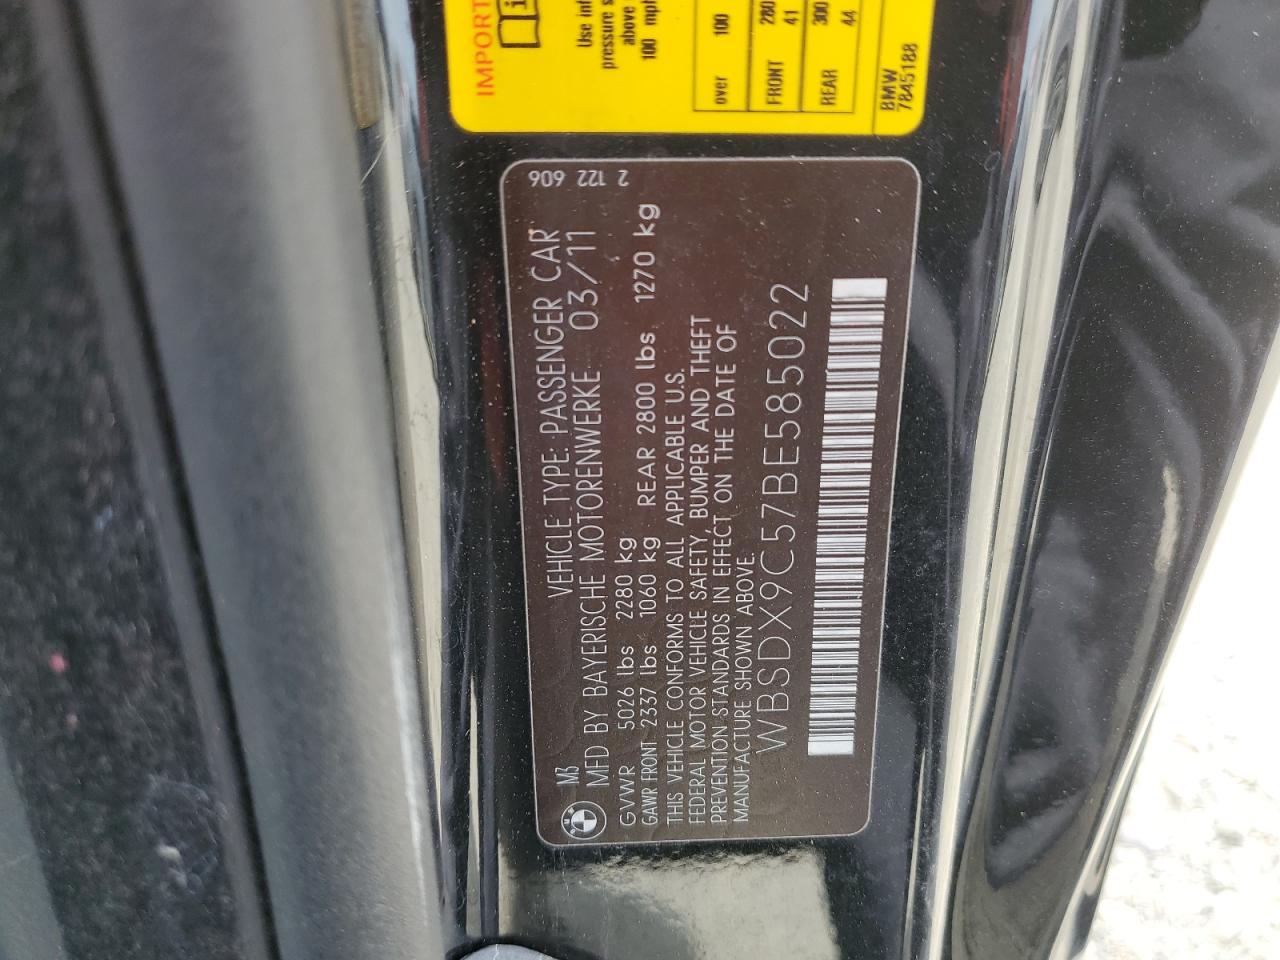 IMPORT
i
Use inf
pressure s
above
100 mph
over 100
FRONT 280 41
REAR 300 44
BMW
7845188
2 122 606
M3 VEHICLE TYPE: PASSENGER CAR
MFD BY BAYERISCHE MOTORENWERKE 03/11
GVWR 5026 lbs 2280 kg
GAWR FRONT 2337 lbs 1060 kg REAR 2800 lbs 1270 kg
THIS VEHICLE CONFORMS TO ALL APPLICABLE U.S.
FEDERAL MOTOR VEHICLE SAFETY, BUMPER AND THEFT
PREVENTION STANDARDS IN EFFECT ON THE DATE OF
MANUFACTURE SHOWN ABOVE.
WBSDX9C57BE585022